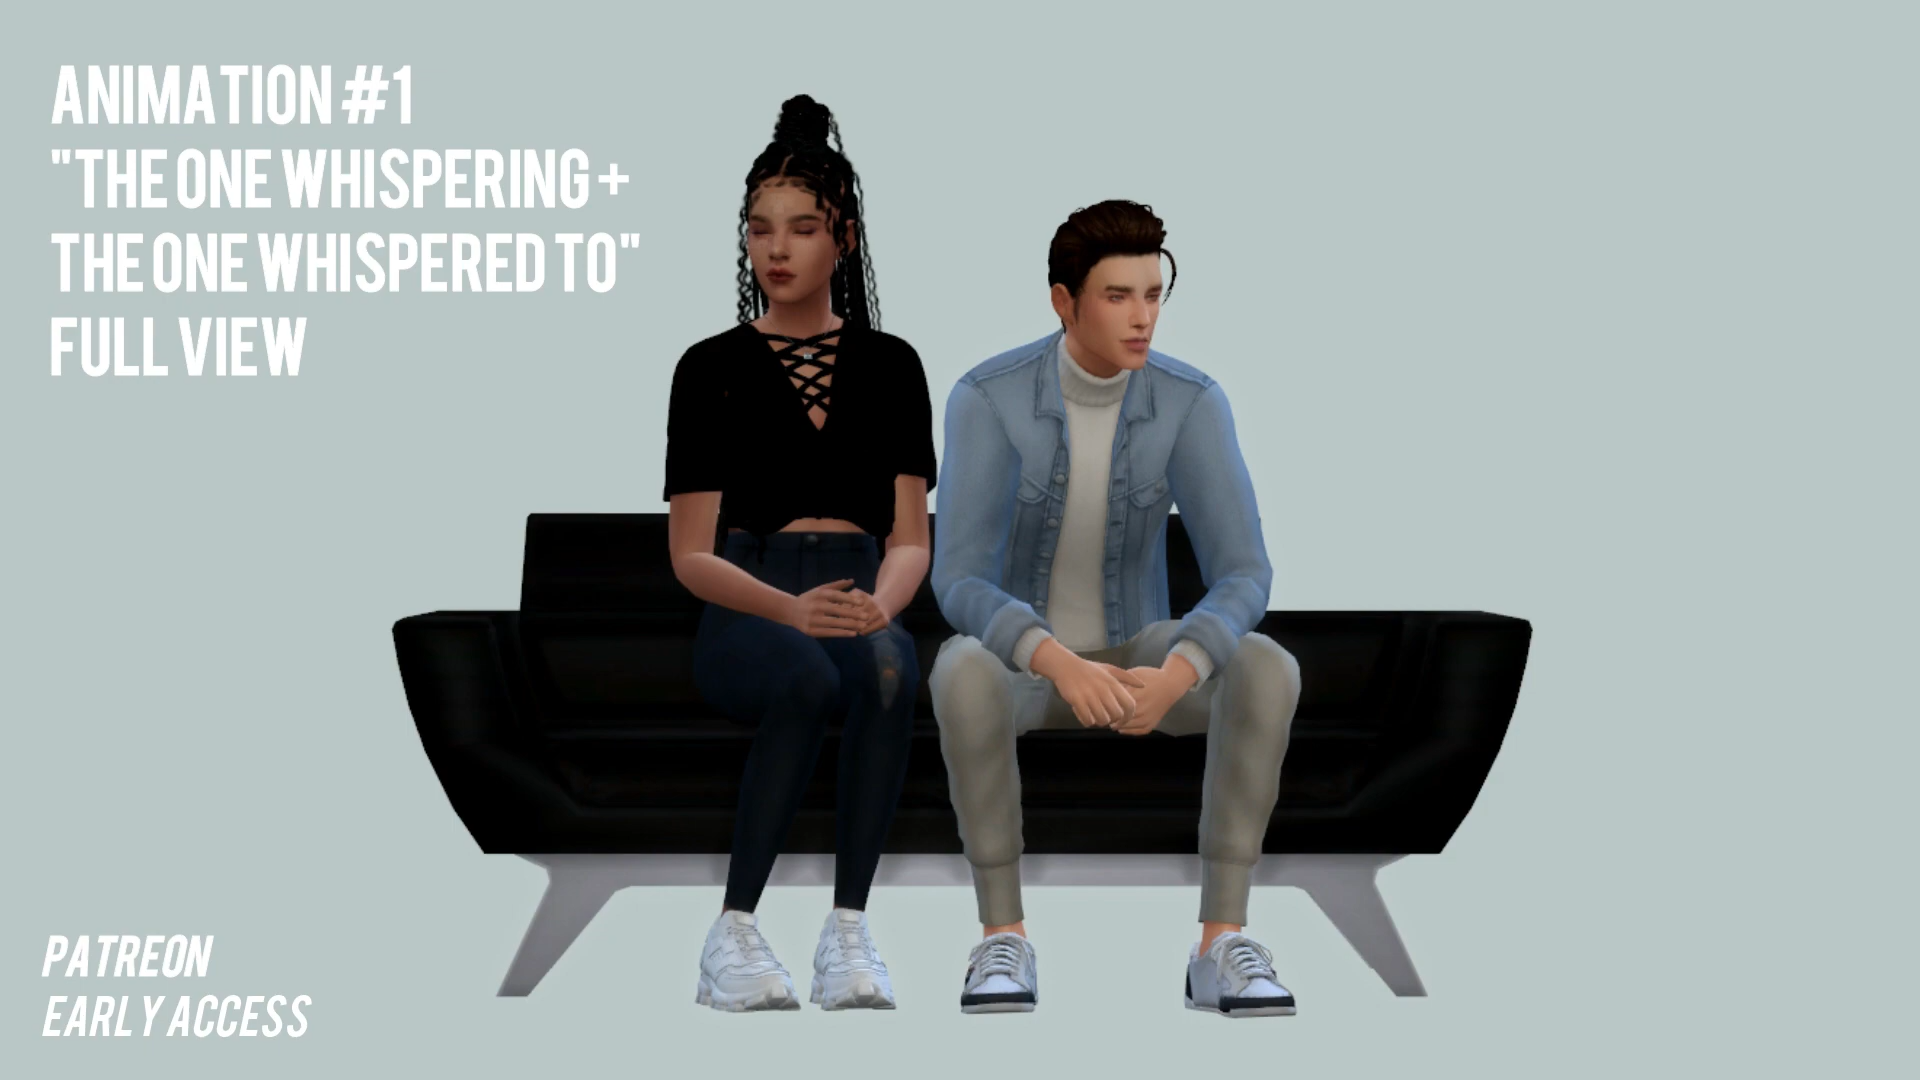 ANIMATION #1
"THE ONE WHISPERING +
THE ONE WHISPERED TO"
FULL VIEW
PATREON
EARLY ACCESS